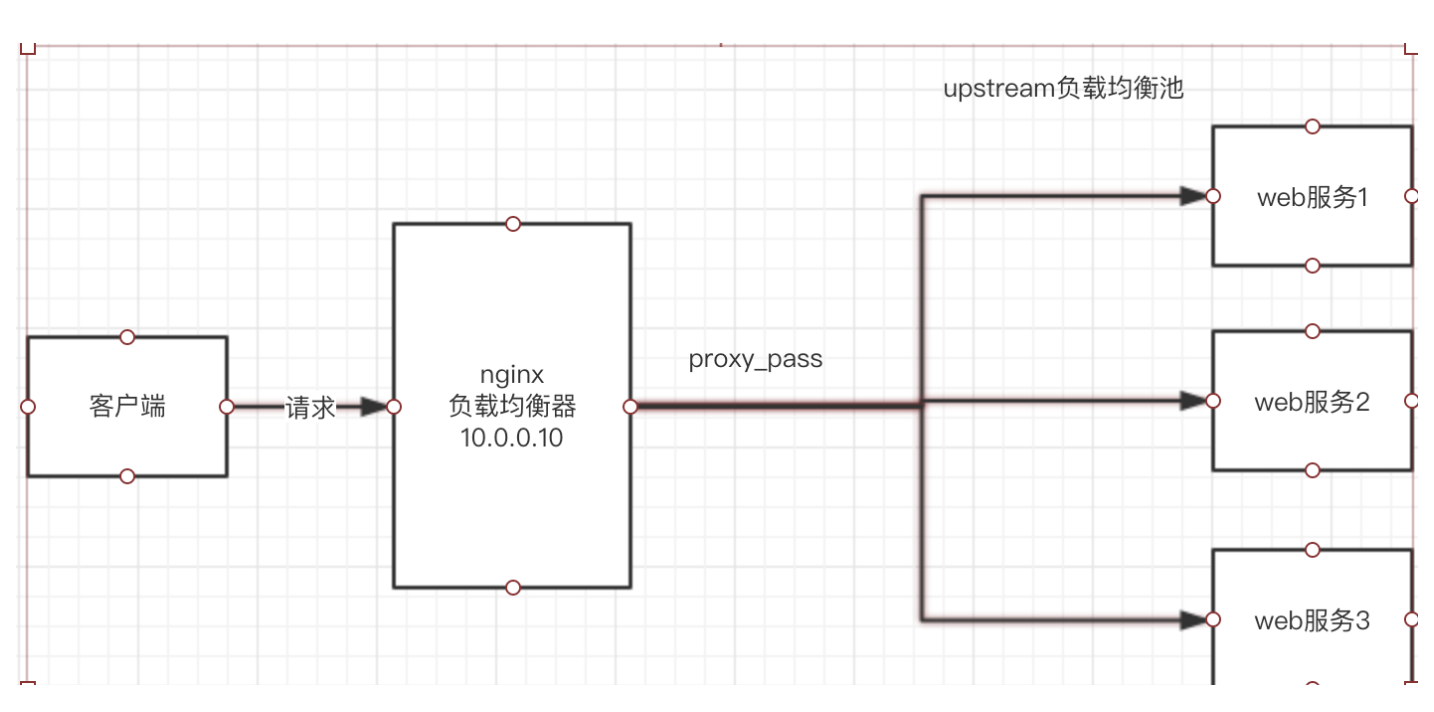 upstream负载均衡池
web服务1
客户端
请求
nginx
负载均衡器
10.0.0.10
proxy_pass
web服务2
web服务3